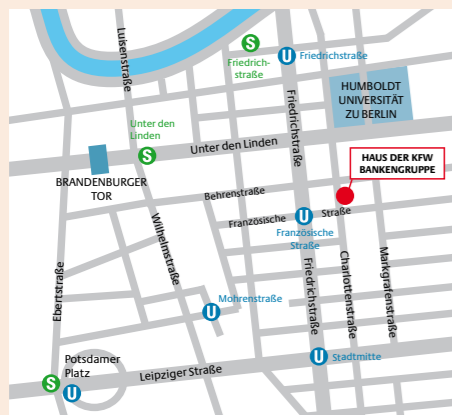 Luisenstraße
S
Friedrich-
straße
U
Friedrichstraße
HUMBOLDT
UNIVERSITÄT
ZU BERLIN
Friedrichstraße
Unter den
Linden
S
Unter den Linden
BRANDENBURGER
TOR
HAUS DER KFW
BANKENGRUPPE
Behrenstraße
Französische
U
Straße
Französische
Straße
Wilhelmstraße
Ebertstraße
Friedrichstraße
Charlottenstraße
Markgrafenstraße
Mohrenstraße
U
Potsdamer
Platz
S
U
Leipziger Straße
U
Stadtmitte